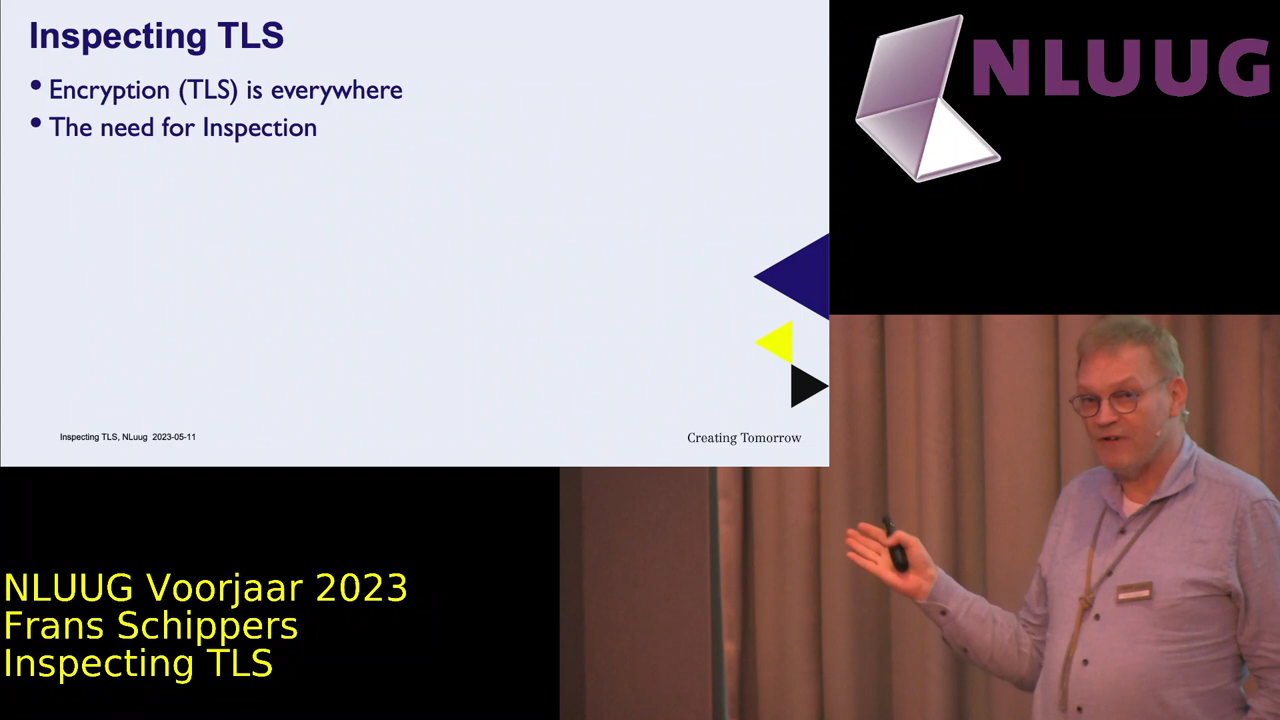 Inspecting TLS
• Encryption (TLS) is everywhere
• The need for Inspection
Inspecting TLS, NLuug 2023-05-11
Creating Tomorrow
NLUUG
NLUUG Voorjaar 2023
Frans Schippers
Inspecting TLS